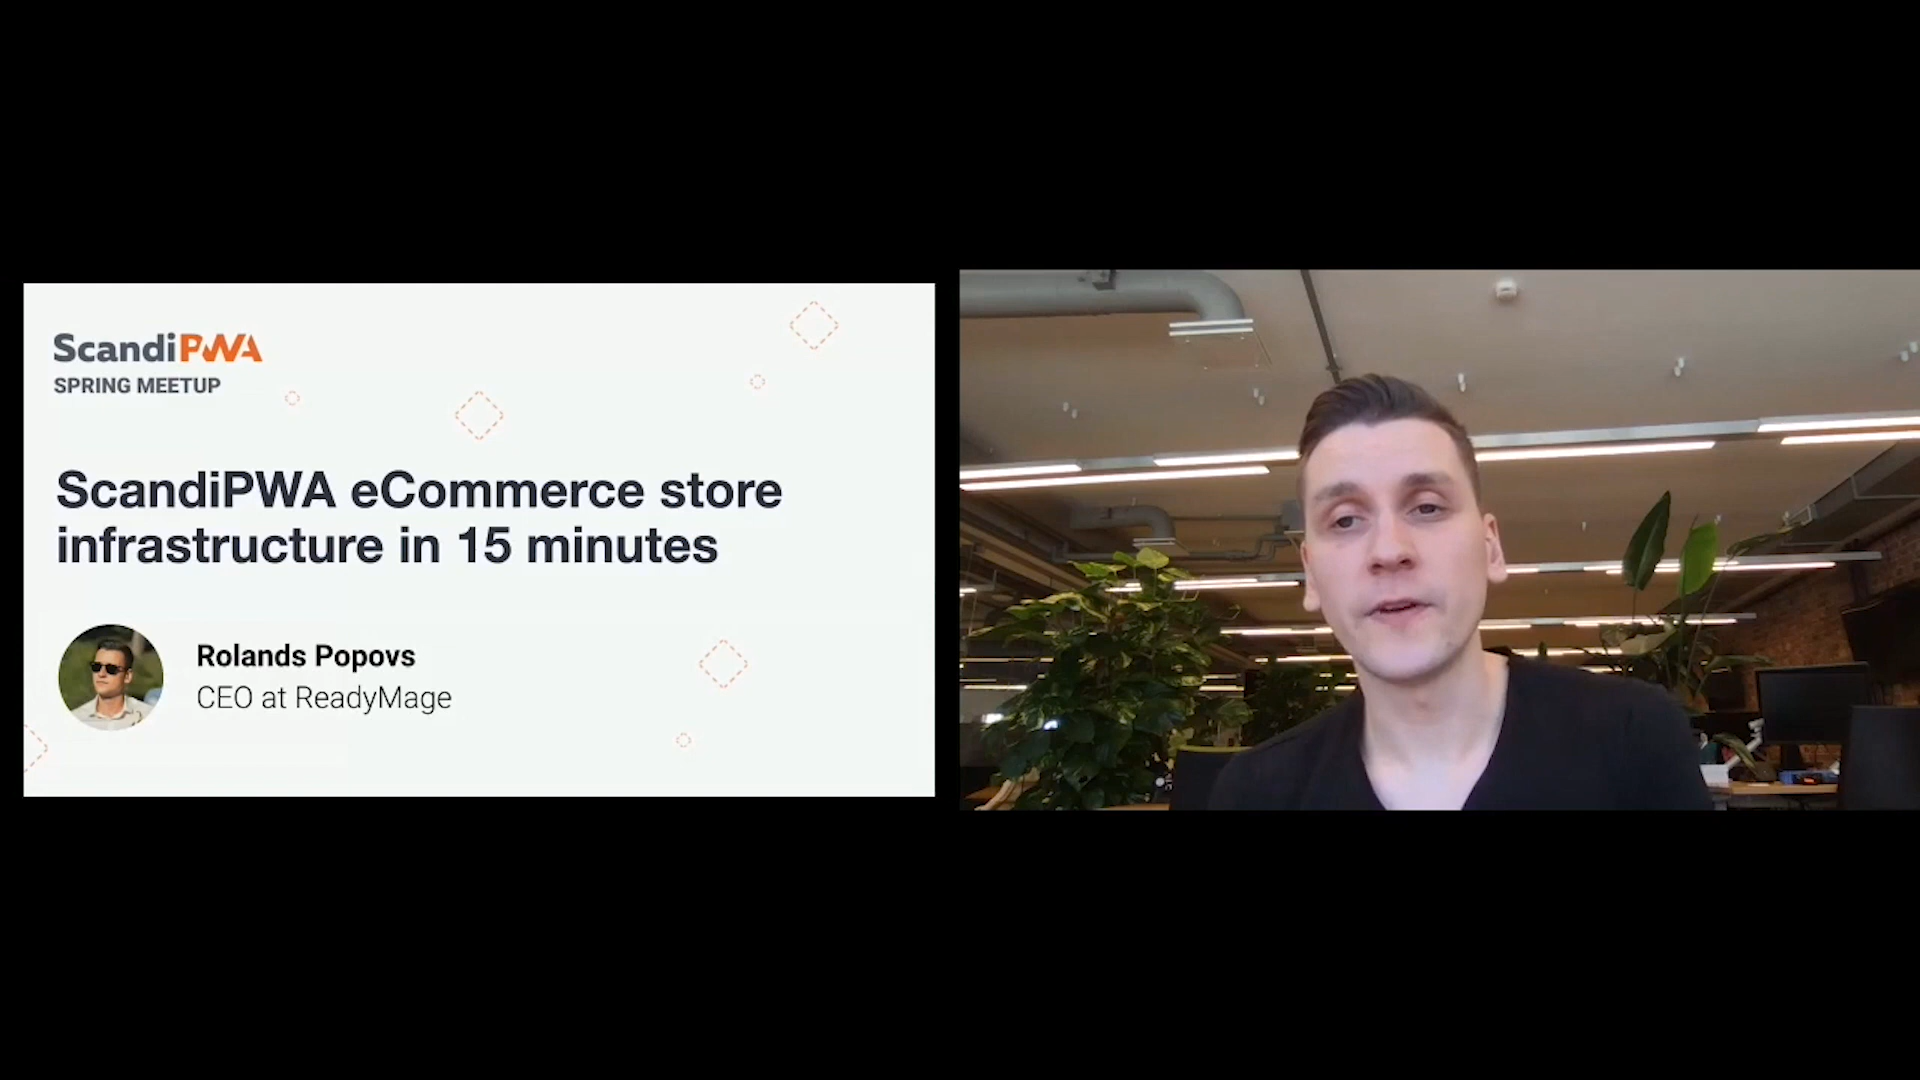 ScandiPWA
SPRING MEETUP
ScandiPWA eCommerce store
infrastructure in 15 minutes
Rolands Popovs
CEO at ReadyMage